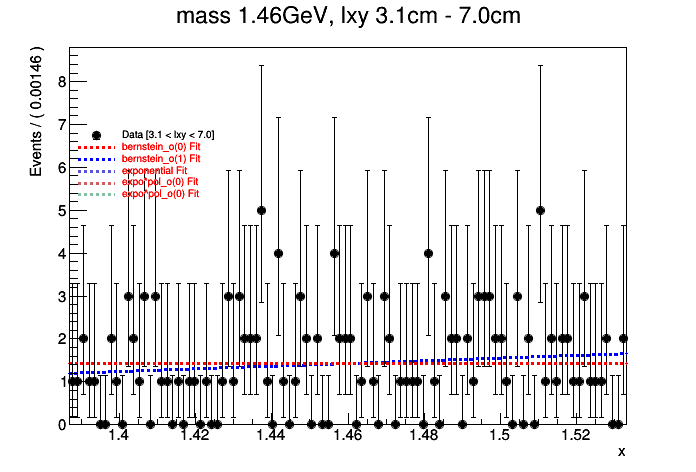 mass 1.46GeV, lxy 3.1cm - 7.0cm
Events / ( 0.00146 )
8
7
6
5
4
3
2
1
0
Data [3.1 < lxy < 7.0]
bernstein_o(0) Fit
bernstein_o(1) Fit
exponential Fit
expo*pol_o(0) Fit
expo*pol_o(0) Fit
1.4 1.42 1.44 1.46 1.48 1.5 1.52
x